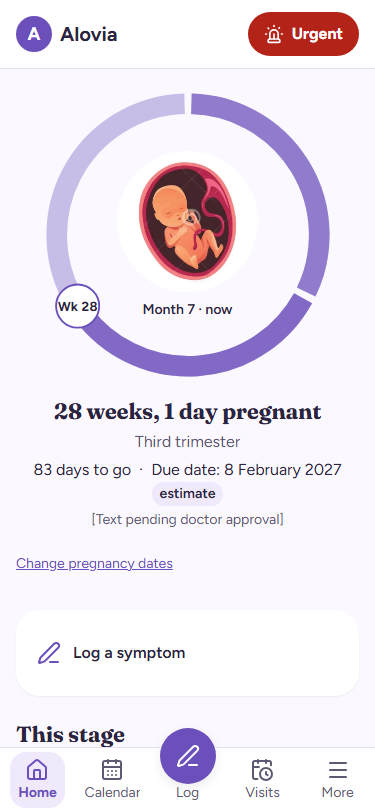 A Alovia
Urgent
Wk 28
Month 7 · now
28 weeks, 1 day pregnant
Third trimester
83 days to go · Due date: 8 February 2027
estimate
[Text pending doctor approval]
Change pregnancy dates
Log a symptom
This stage
Home
Calendar
Log
Visits
More